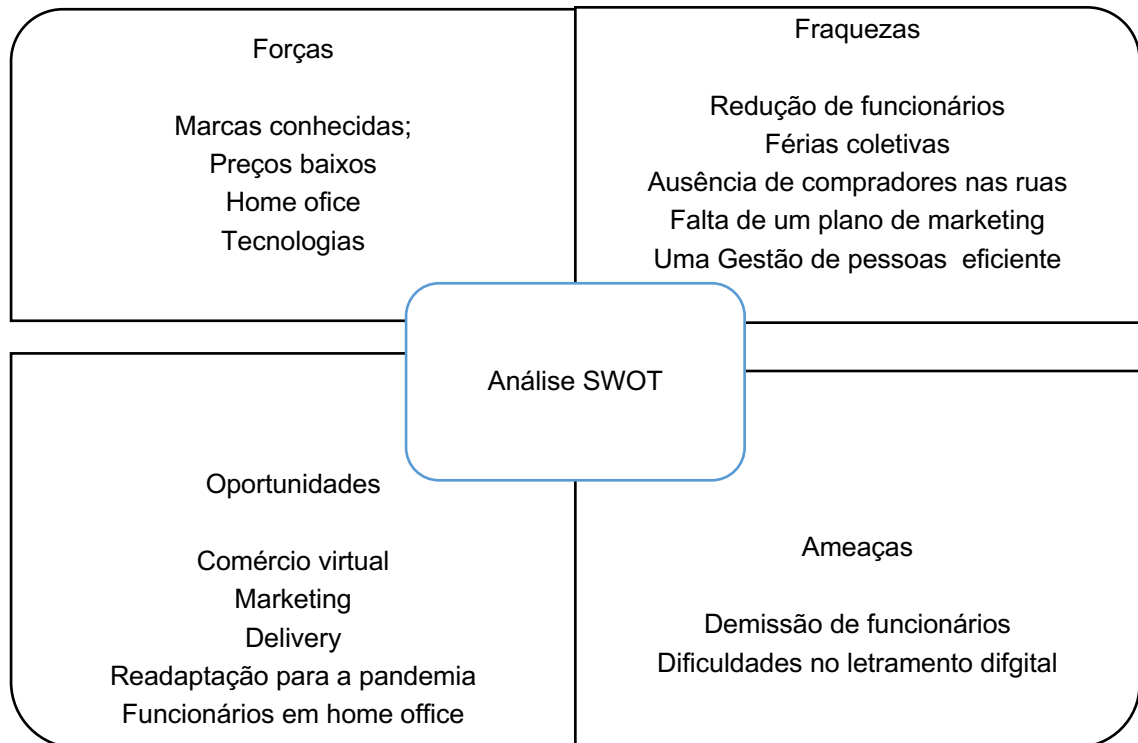 Forças
Marcas conhecidas;
Preços baixos
Home ofice
Tecnologias
Fraquezas
Redução de funcionários
Férias coletivas
Ausência de compradores nas ruas
Falta de um plano de marketing
Uma Gestão de pessoas  eficiente
Análise SWOT
Oportunidades
Comércio virtual
Marketing
Delivery
Readaptação para a pandemia
Funcionários em home office
Ameaças
Demissão de funcionários
Dificuldades no letramento difgital